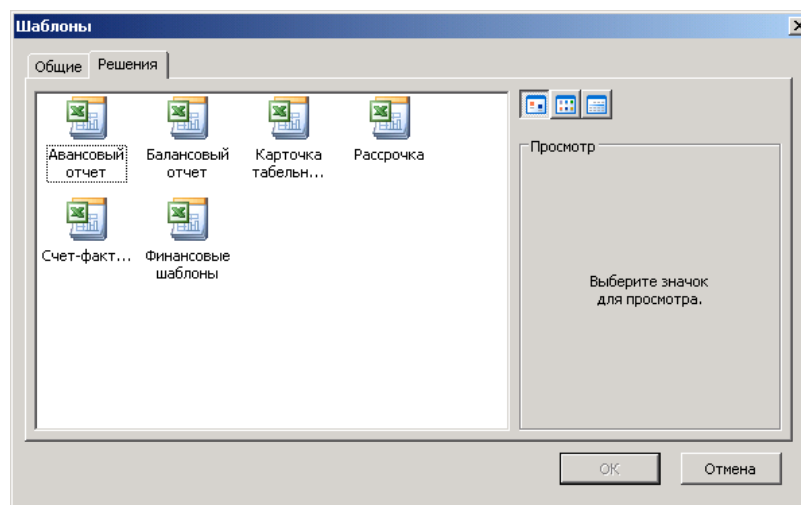 Шаблоны
Общие
Решения
Авансовый
отчет
Балансовый
отчет
Карточка
табельн...
Рассрочка
Счет-факт...
Финансовые
шаблоны
Просмотр
Выберите значок
для просмотра.
ОК
Отмена